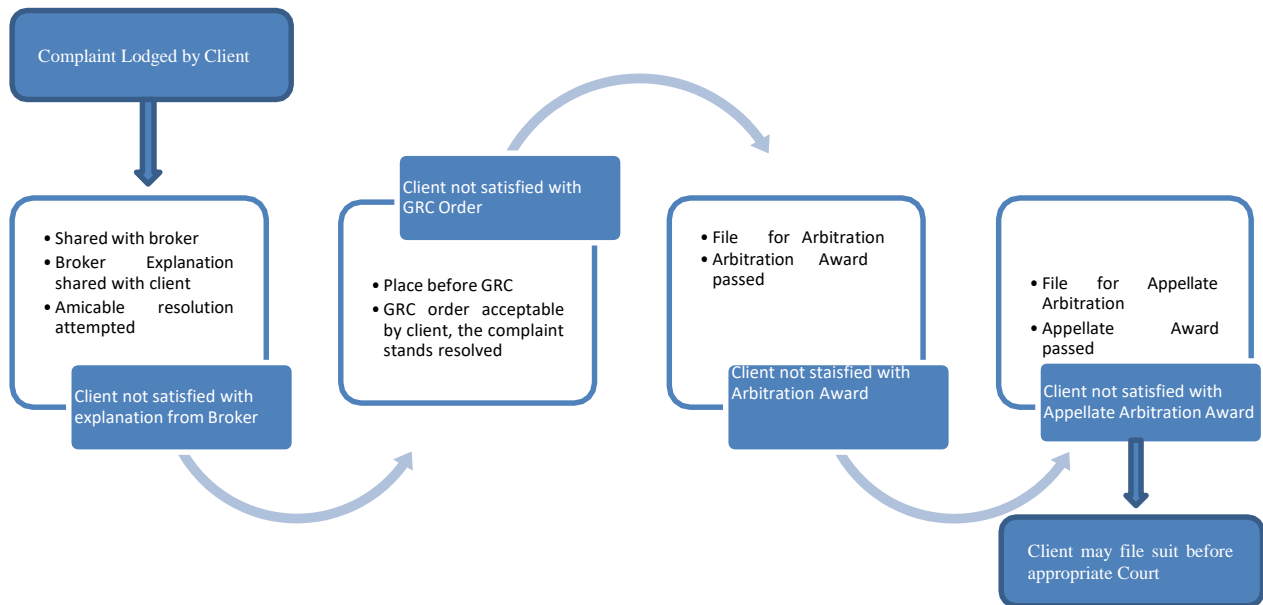 Complaint Lodged by Client
• Shared with broker
• Broker Explanation
shared with client
• Amicable resolution
attempted
Client not satisfied with
explanation from Broker
Client not satisfied with
GRC Order
• Place before GRC
• GRC order acceptable
by client, the complaint
stands resolved
• File for Arbitration
• Arbitration Award
passed
Client not staisfied with
Arbitration Award
• File for Appellate
Arbitration
• Appellate Award
passed
Client not satisfied with
Appellate Arbitration Award
Client may file suit before
appropriate Court